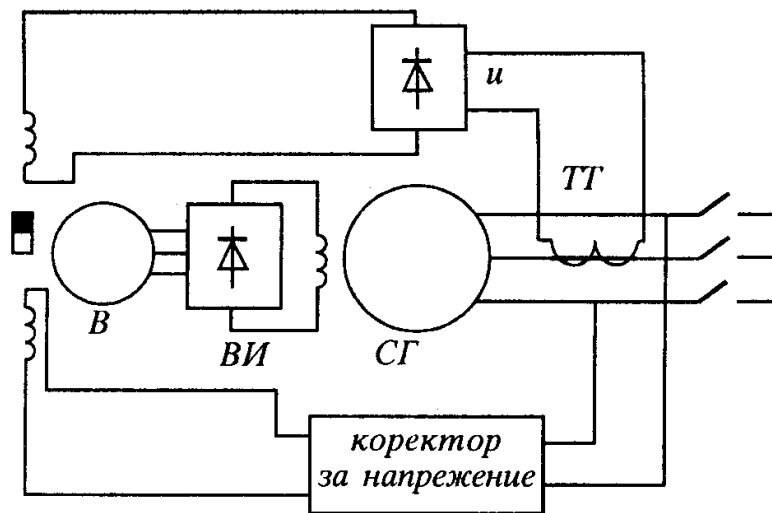 и
ТТ
В
ВИ
СГ
коректор
за напрежение